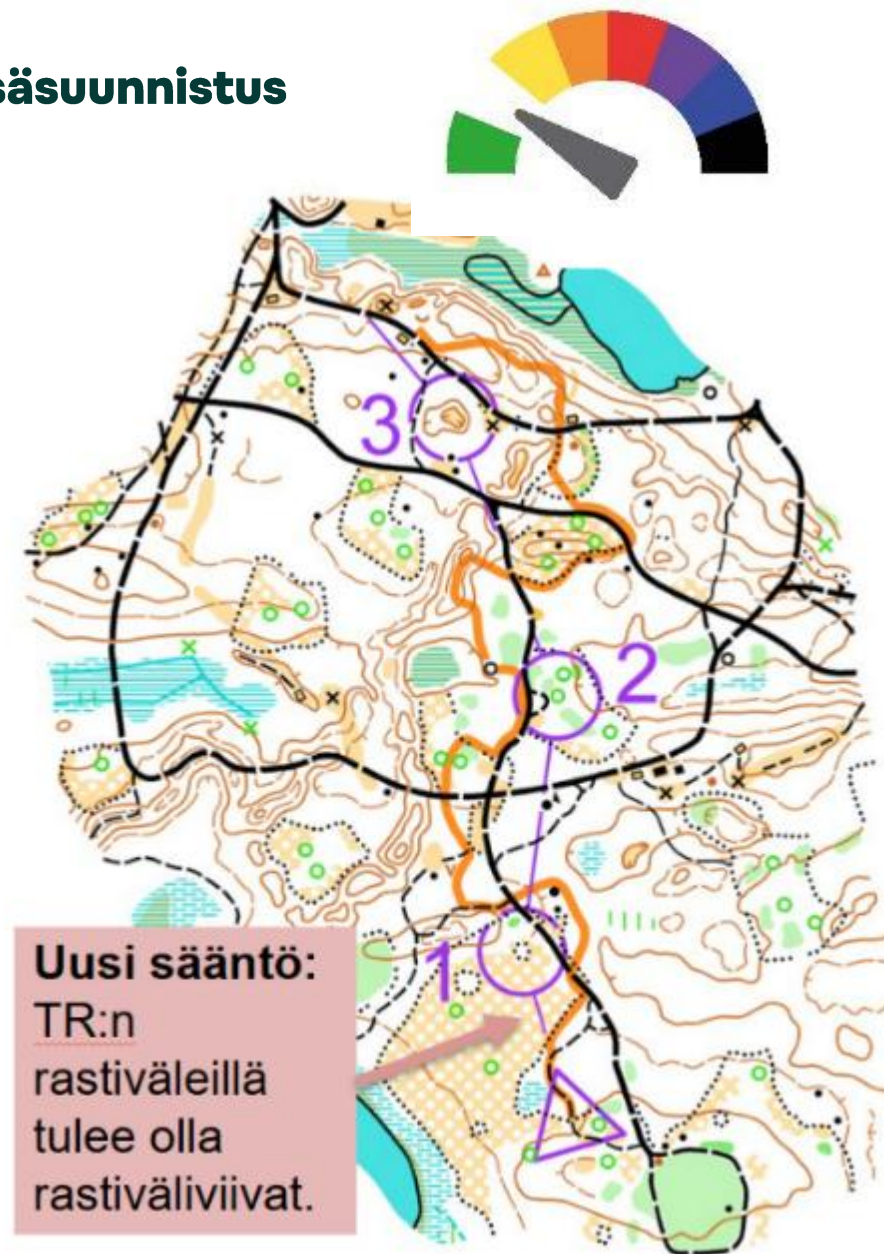 säsuunnistus
3
2
1
Uusi sääntö:
TR:n
rastiväleillä
tulee olla
rastiväliviivat.